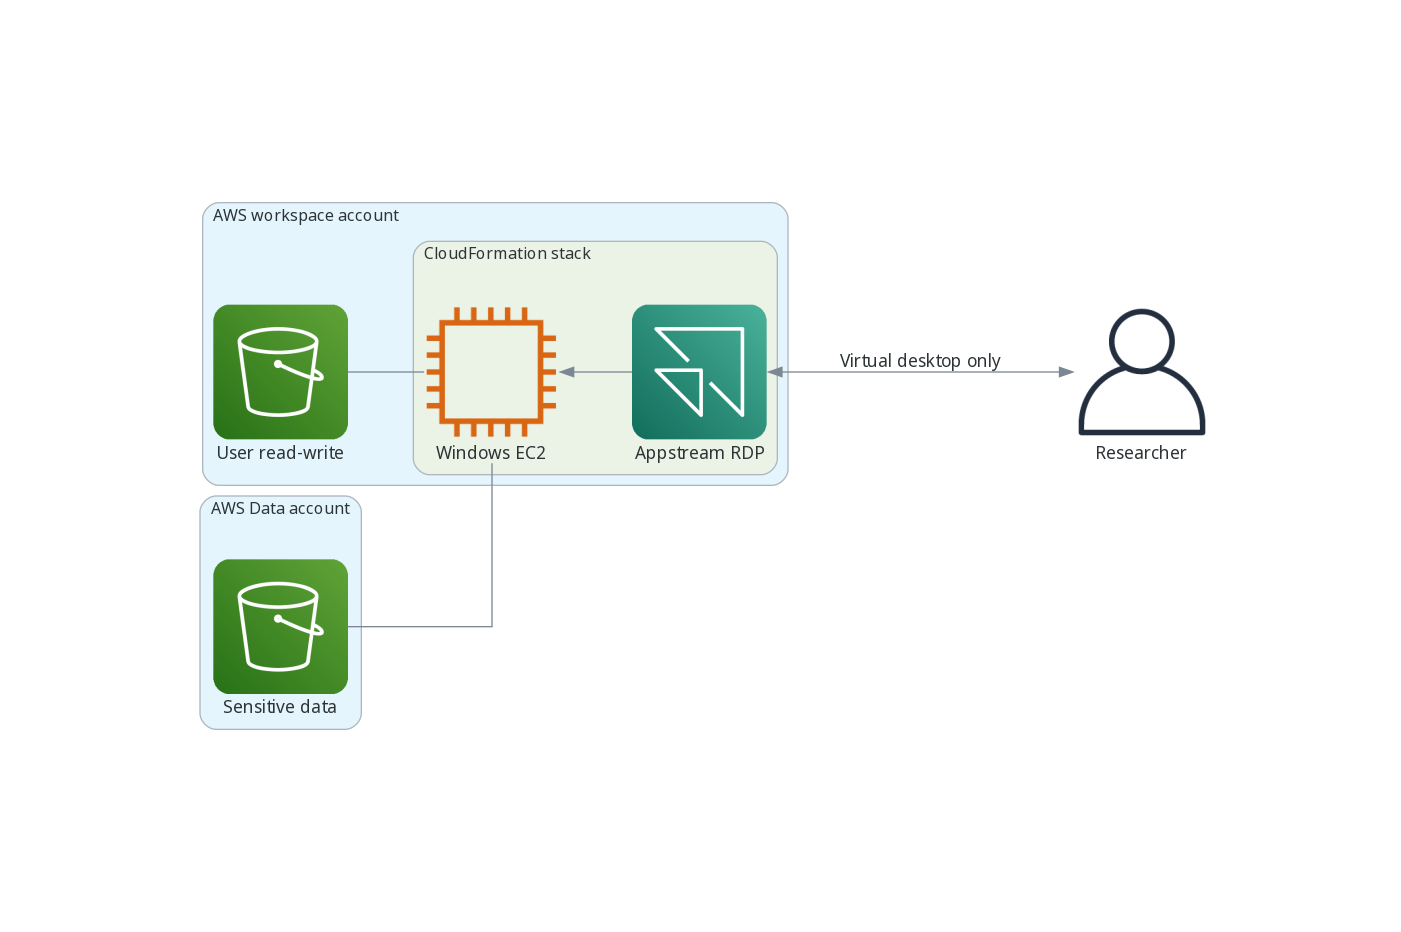 AWS workspace account
CloudFormation stack
Virtual desktop only
User read-write
Windows EC2
Appstream RDP
Researcher
AWS Data account
Sensitive data